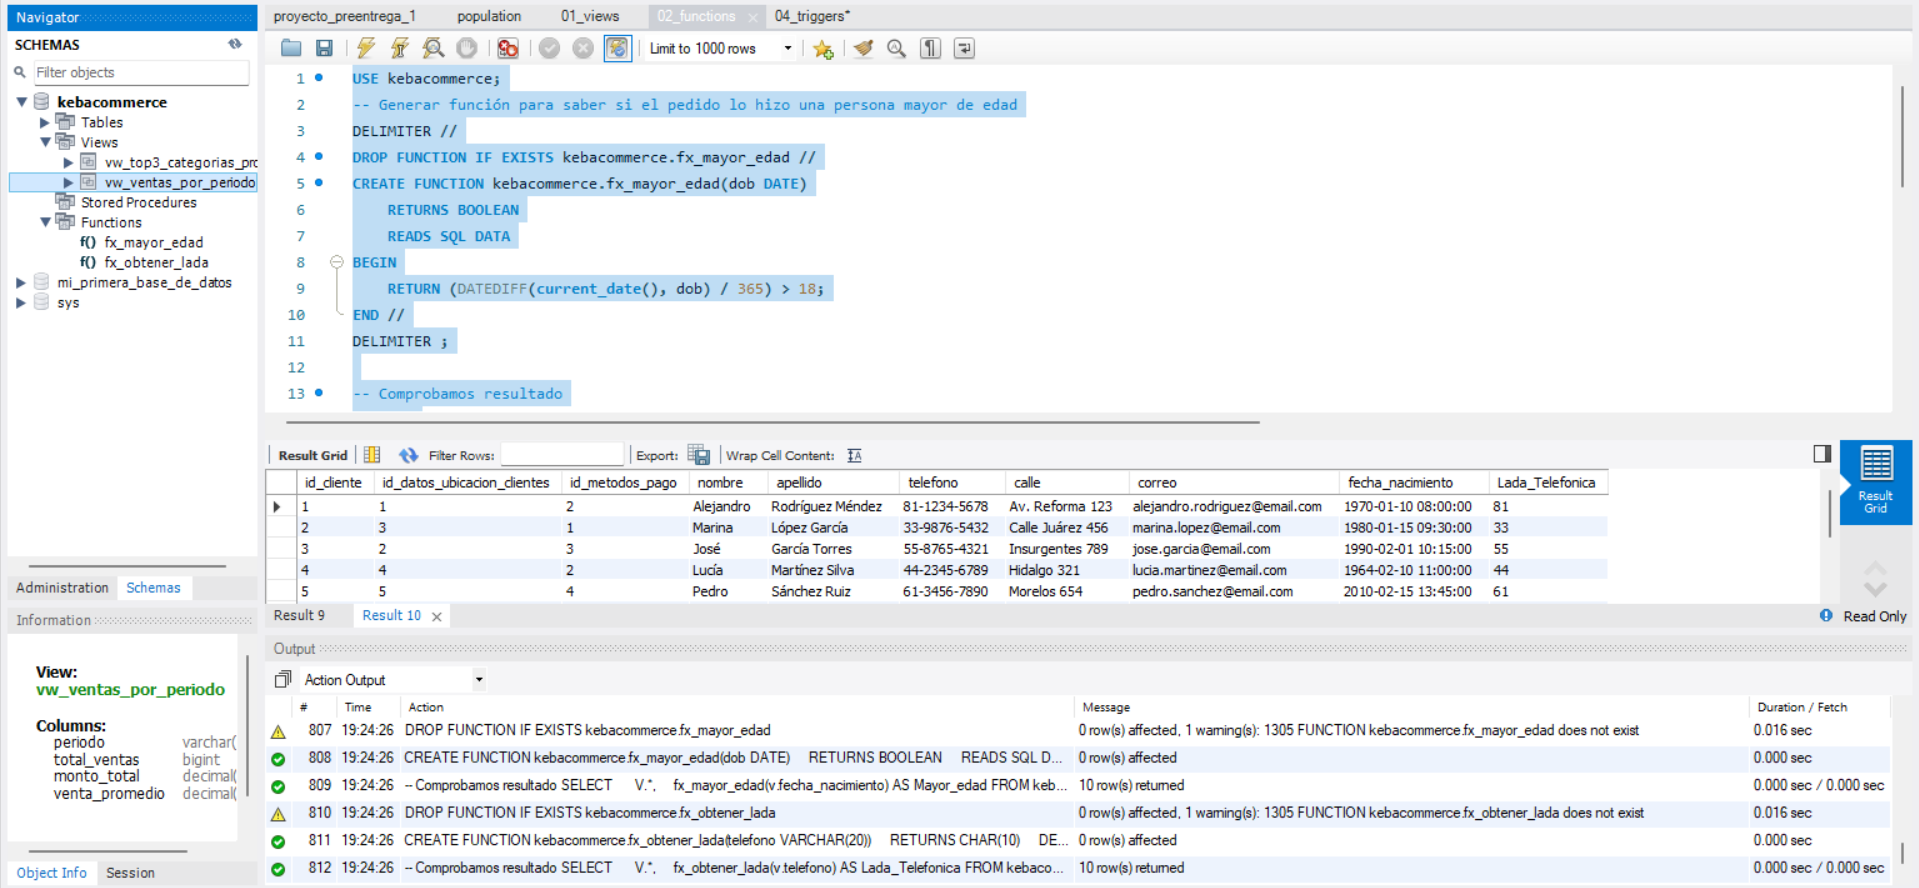 Navigator
SCHEMAS
Filter objects
kebacommerce
Tables
Views
vw_top3_categorias_pro
vw_ventas_por_periodo
Stored Procedures
Functions
f() fx_mayor_edad
f() fx_obtener_lada
mi_primera_base_de_datos
sys
Administration Schemas
Information
View:
vw_ventas_por_periodo
Columns:
periodo varchar(
total_ventas bigint
monto_total decimal(
venta_promedio decimal(
Object Info Session
proyecto_preentrega_1 population 01_views 02_functions 04_triggers*
Limit to 1000 rows
1 USE kebacommerce;
2 -- Generar función para saber si el pedido lo hizo una persona mayor de edad
3 DELIMITER //
4 DROP FUNCTION IF EXISTS kebacommerce.fx_mayor_edad //
5 CREATE FUNCTION kebacommerce.fx_mayor_edad(dob DATE)
6 RETURNS BOOLEAN
7 READS SQL DATA
8 BEGIN
9 RETURN (DATEDIFF(current_date(), dob) / 365) > 18;
10 END //
11 DELIMITER ;
12
13 -- Comprobamos resultado
Result Grid Filter Rows: Export: Wrap Cell Content:
id_cliente id_datos_ubicacion_clientes id_metodos_pago nombre apellido telefono calle correo fecha_nacimiento Lada_Telefonica
1 1 2 Alejandro Rodríguez Méndez 81-1234-5678 Av. Reforma 123 alejandro.rodriguez@email.com 1970-01-10 08:00:00 81
2 3 1 Marina López García 33-9876-5432 Calle Juárez 456 marina.lopez@email.com 1980-01-15 09:30:00 33
3 2 3 José García Torres 55-8765-4321 Insurgentes 789 jose.garcia@email.com 1990-02-01 10:15:00 55
4 4 2 Lucía Martínez Silva 44-2345-6789 Hidalgo 321 lucia.martinez@email.com 1964-02-10 11:00:00 44
5 5 4 Pedro Sánchez Ruiz 61-3456-7890 Morelos 654 pedro.sanchez@email.com 2010-02-15 13:45:00 61
Result Grid
Result 9 Result 10 Read Only
Output
Action Output
# Time Action Message Duration / Fetch
807 19:24:26 DROP FUNCTION IF EXISTS kebacommerce.fx_mayor_edad 0 row(s) affected, 1 warning(s): 1305 FUNCTION kebacommerce.fx_mayor_edad does not exist 0.016 sec
808 19:24:26 CREATE FUNCTION kebacommerce.fx_mayor_edad(dob DATE) RETURNS BOOLEAN READS SQL D... 0 row(s) affected 0.000 sec
809 19:24:26 -- Comprobamos resultado SELECT V.*, fx_mayor_edad(v.fecha_nacimiento) AS Mayor_edad FROM keb... 10 row(s) returned 0.000 sec / 0.000 sec
810 19:24:26 DROP FUNCTION IF EXISTS kebacommerce.fx_obtener_lada 0 row(s) affected, 1 warning(s): 1305 FUNCTION kebacommerce.fx_obtener_lada does not exist 0.016 sec
811 19:24:26 CREATE FUNCTION kebacommerce.fx_obtener_lada(telefono VARCHAR(20)) RETURNS CHAR(10) DE... 0 row(s) affected 0.000 sec
812 19:24:26 -- Comprobamos resultado SELECT V.*, fx_obtener_lada(v.telefono) AS Lada_Telefonica FROM kebaco... 10 row(s) returned 0.000 sec / 0.000 sec